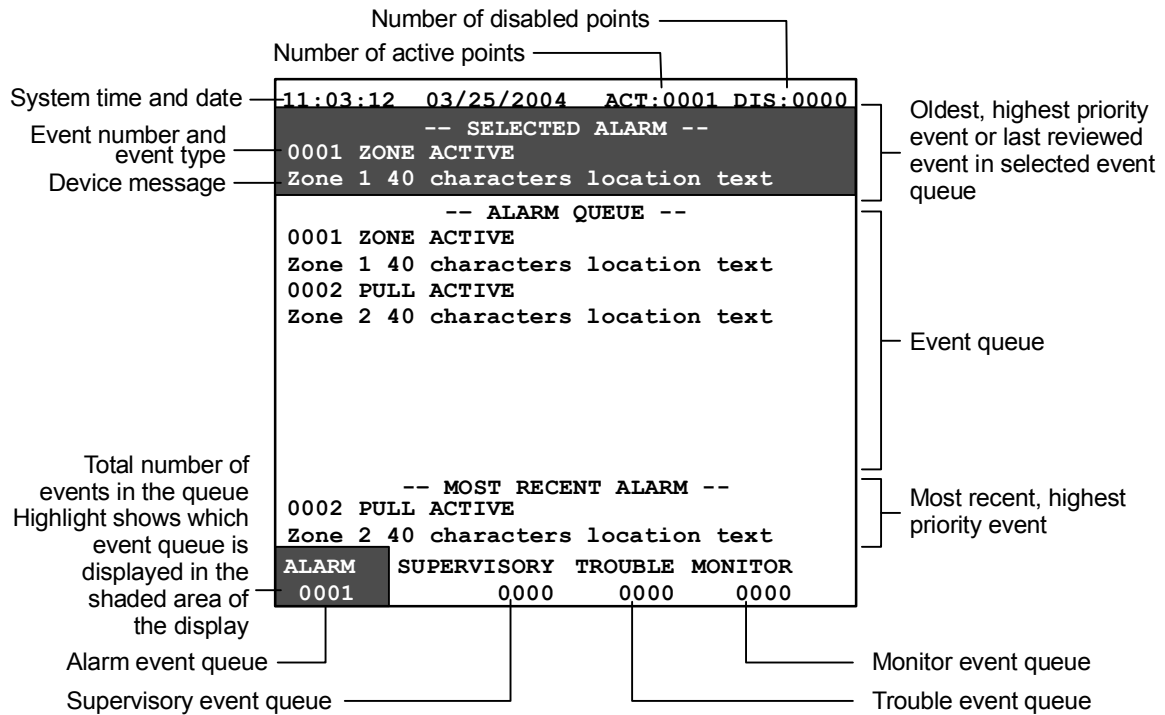 Number of disabled points
Number of active points
System time and date
Event number and
event type
Device message
11:03:12 03/25/2004 ACT:0001 DIS:0000
-- SELECTED ALARM --
0001 ZONE ACTIVE
Zone 1 40 characters location text
-- ALARM QUEUE --
0001 ZONE ACTIVE
Zone 1 40 characters location text
0002 PULL ACTIVE
Zone 2 40 characters location text
-- MOST RECENT ALARM --
0002 PULL ACTIVE
Zone 2 40 characters location text
ALARM SUPERVISORY TROUBLE MONITOR
0001 0000 0000 0000
Oldest, highest priority
event or last reviewed
event in selected event
queue
Event queue
Most recent, highest
priority event
Total number of
events in the queue
Highlight shows which
event queue is
displayed in the
shaded area of
the display
Alarm event queue
Supervisory event queue
Monitor event queue
Trouble event queue